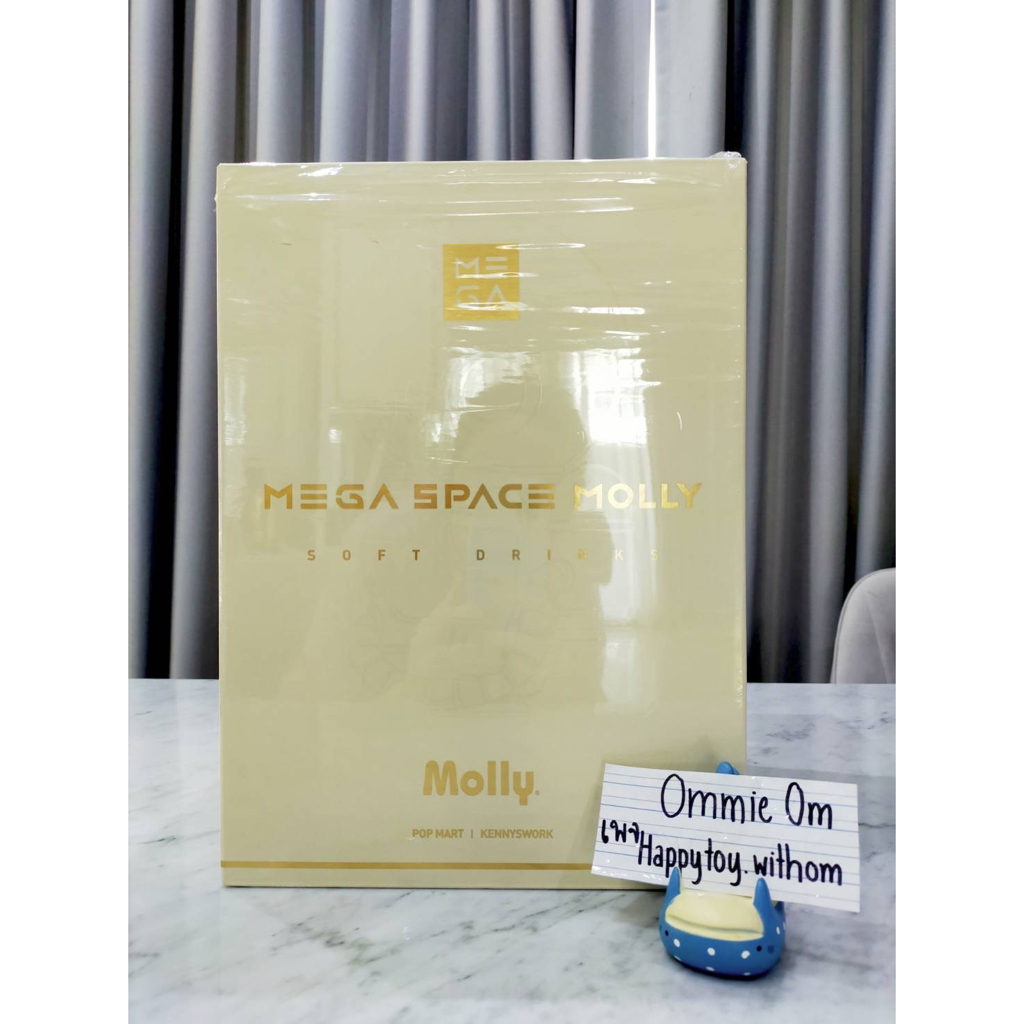 ME
GA
MEGA SPACE MOLLY
SOFT DRINKS
Molly.
POP MART | KENNYSWORK
Ommie Om
เพจ Happytoy.withom